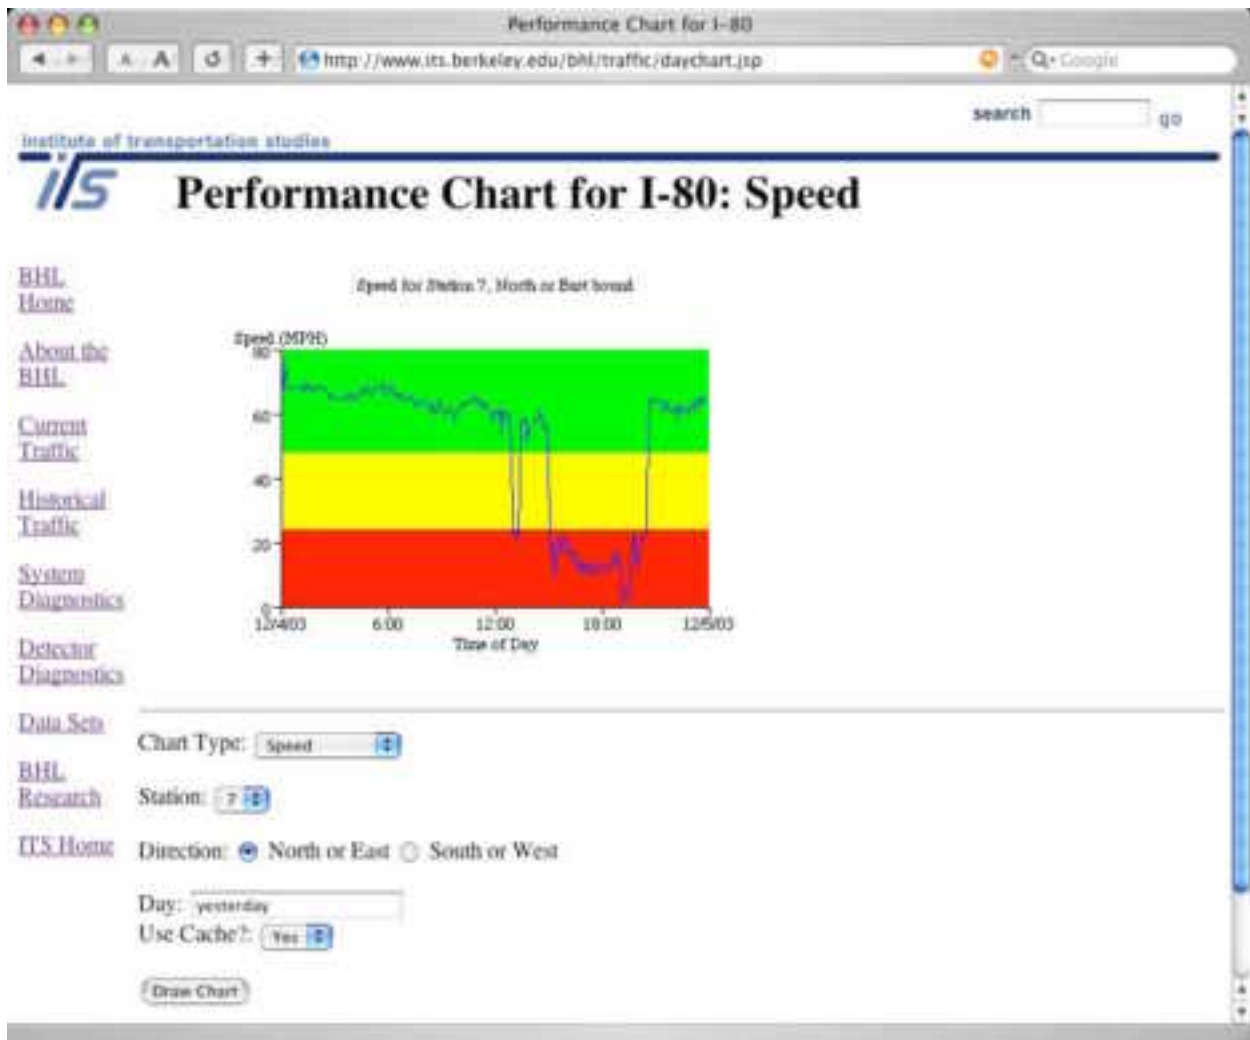 Performance Chart for I-80
A A + http://www.its.berkeley.edu/bhl/traffic/daychart.jsp Q Google
search go
institute of transportation studies
its
Performance Chart for I-80: Speed
BHL
Home
About the
BHL
Current
Traffic
Historical
Traffic
System
Diagnostics
Detector
Diagnostics
Data Sets
BHL
Research
ITS Home
Speed for Station 7, North or East bound
Speed (MPH)
80
60
40
20
0
12/4/03 6:00 12:00 18:00 12/5/03
Time of Day
Chart Type: Speed
Station: 7
Direction: North or East South or West
Day: yesterday
Use Cache?: Yes
Draw Chart